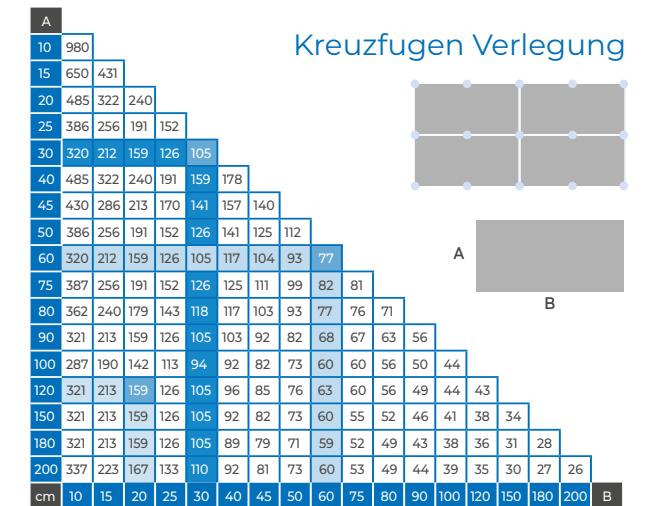 A
Kreuzfugen Verlegung
10 980
15 650 431
20 485 322 240
25 386 256 191 152
30 320 212 159 126 105
40 485 322 240 191 159 178
45 430 286 213 170 141 157 140
50 386 256 191 152 126 141 125 112
60 320 212 159 126 105 117 104 93 77
A
75 387 256 191 152 126 125 111 99 82 81
80 362 240 179 143 118 117 103 93 77 76 71
B
90 321 213 159 126 105 103 92 82 68 67 63 56
100 287 190 142 113 94 92 82 73 60 60 56 50 44
120 321 213 159 126 105 96 85 76 63 60 56 49 44 43
150 321 213 159 126 105 92 82 73 60 55 52 46 41 38 34
180 321 213 159 126 105 89 79 71 59 52 49 43 38 36 31 28
200 337 223 167 133 110 92 81 73 60 53 49 44 39 35 30 27 26
cm 10 15 20 25 30 40 45 50 60 75 80 90 100 120 150 180 200 B